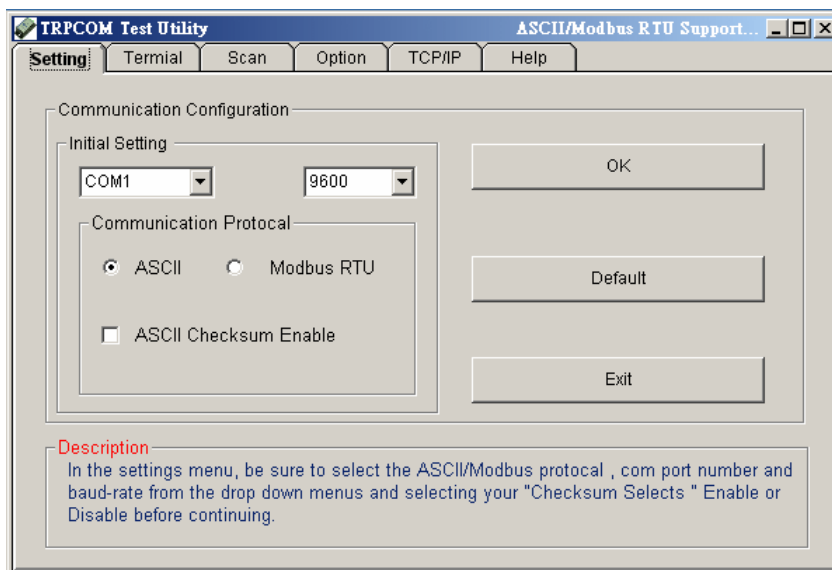 TRPCOM Test Utility ASCII/Modbus RTU Support...
Setting Termial Scan Option TCP/IP Help
Communication Configuration
Initial Setting
COM1 9600
OK
Communication Protocal
ASCII Modbus RTU
Default
ASCII Checksum Enable
Exit
Description
In the settings menu, be sure to select the ASCII/Modbus protocal , com port number and
baud-rate from the drop down menus and selecting your "Checksum Selects " Enable or
Disable before continuing.